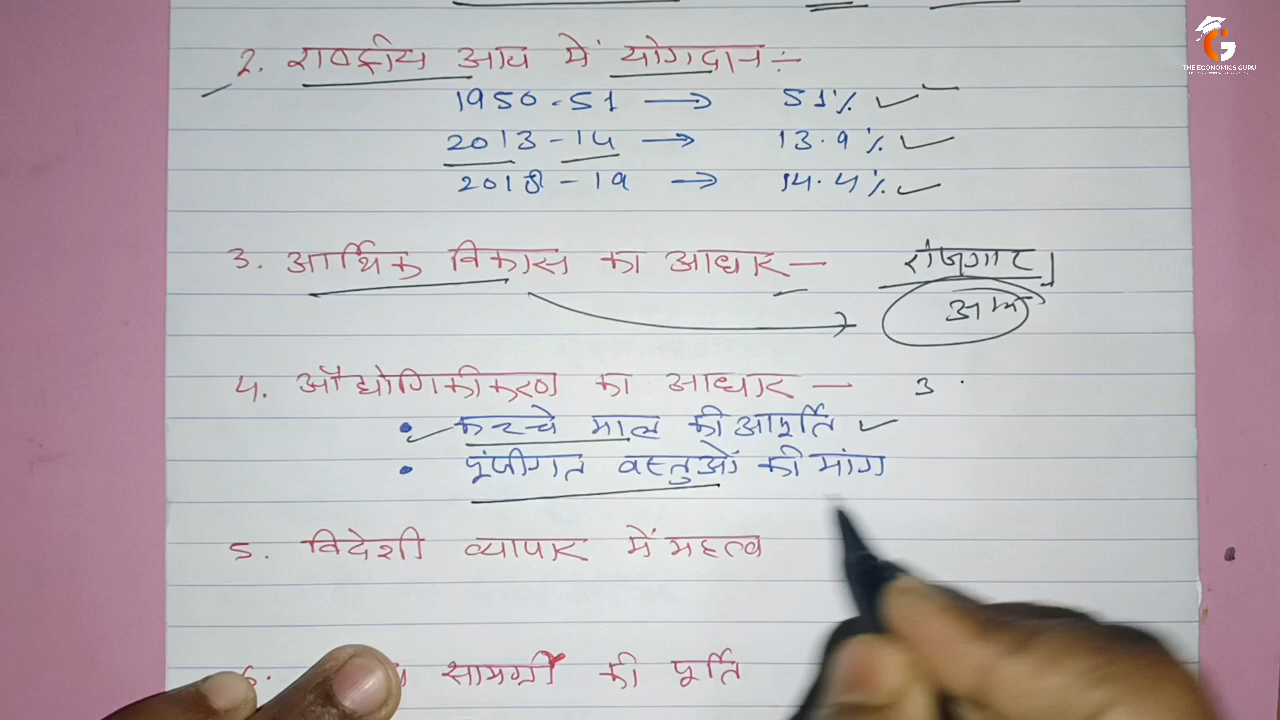 THE ECONOMICS GURU
2. राष्ट्रीय आय में योगदान :-
1950-51 → 51%
2013-14 → 13.9%
2018-19 → 14.4%
3. आर्थिक विकास का आधार - रोजगार
4. औद्योगिकीकरण का आधार - 3
• कच्चे माल की आपूर्ति
• पूंजीगत वस्तुओं की मांग
5. विदेशी व्यापार में महत्व
6. सामग्री की पूर्ति